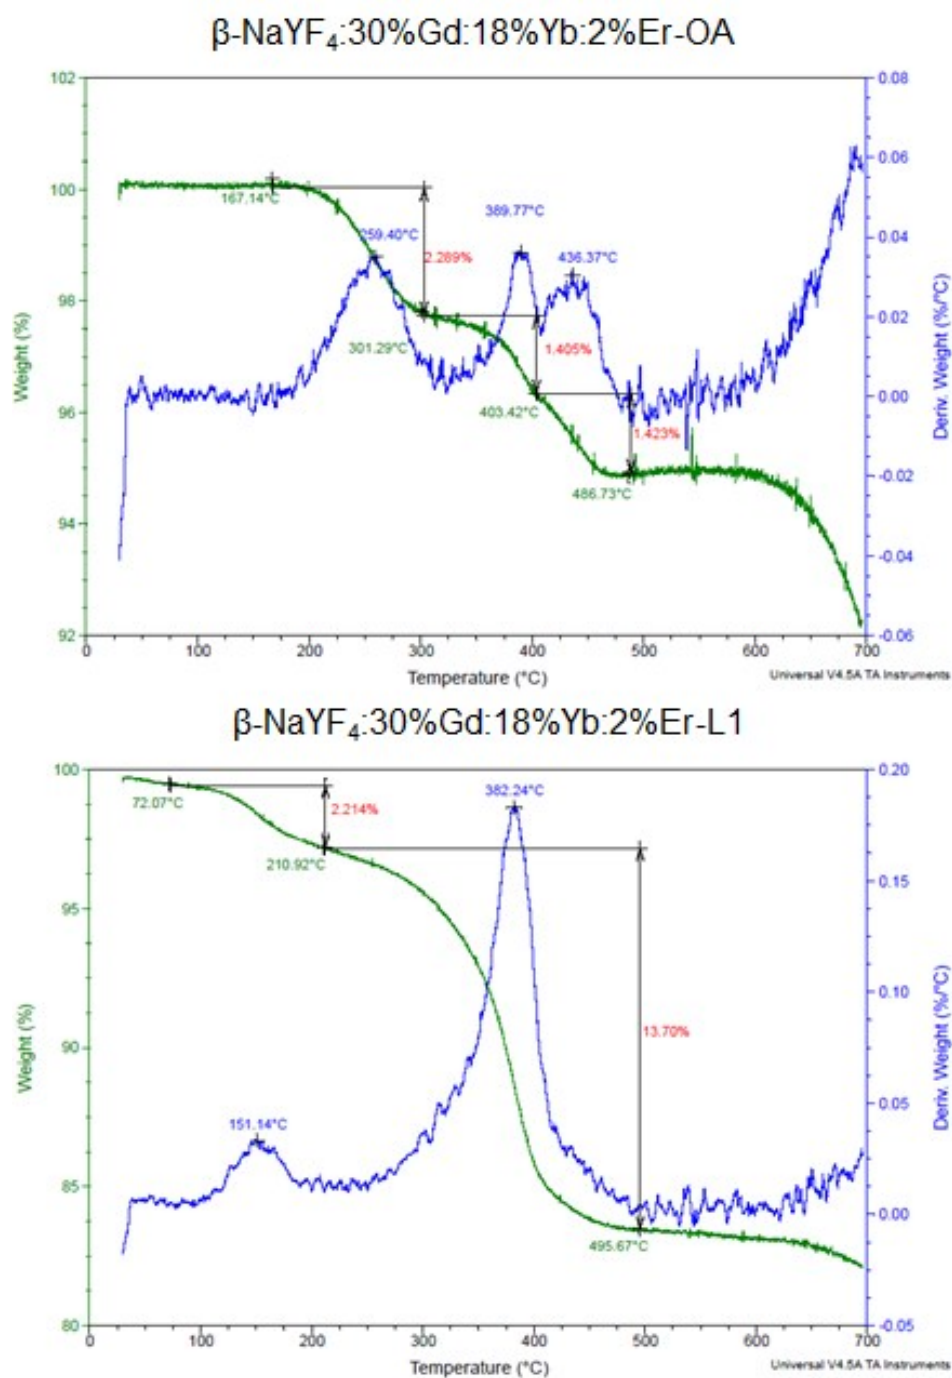 β-NaYF₄:30%Gd:18%Yb:2%Er-OA
102
100
98
96
94
92
Weight (%)
0.08
0.06
0.04
0.02
0.00
-0.02
-0.04
-0.06
Deriv. Weight (%/°C)
167.14°C
259.40°C
2.289%
301.29°C
389.77°C
436.37°C
1.405%
403.42°C
1.423%
486.73°C
0 100 200 300 400 500 600 700
Temperature (°C)
Universal V4.5A TA Instruments
β-NaYF₄:30%Gd:18%Yb:2%Er-L1
100
95
90
85
80
Weight (%)
0.20
0.15
0.10
0.05
0.00
-0.05
Deriv. Weight (%/°C)
72.07°C
2.214%
210.92°C
382.24°C
13.70%
151.14°C
495.67°C
0 100 200 300 400 500 600 700
Temperature (°C)
Universal V4.5A TA Instruments